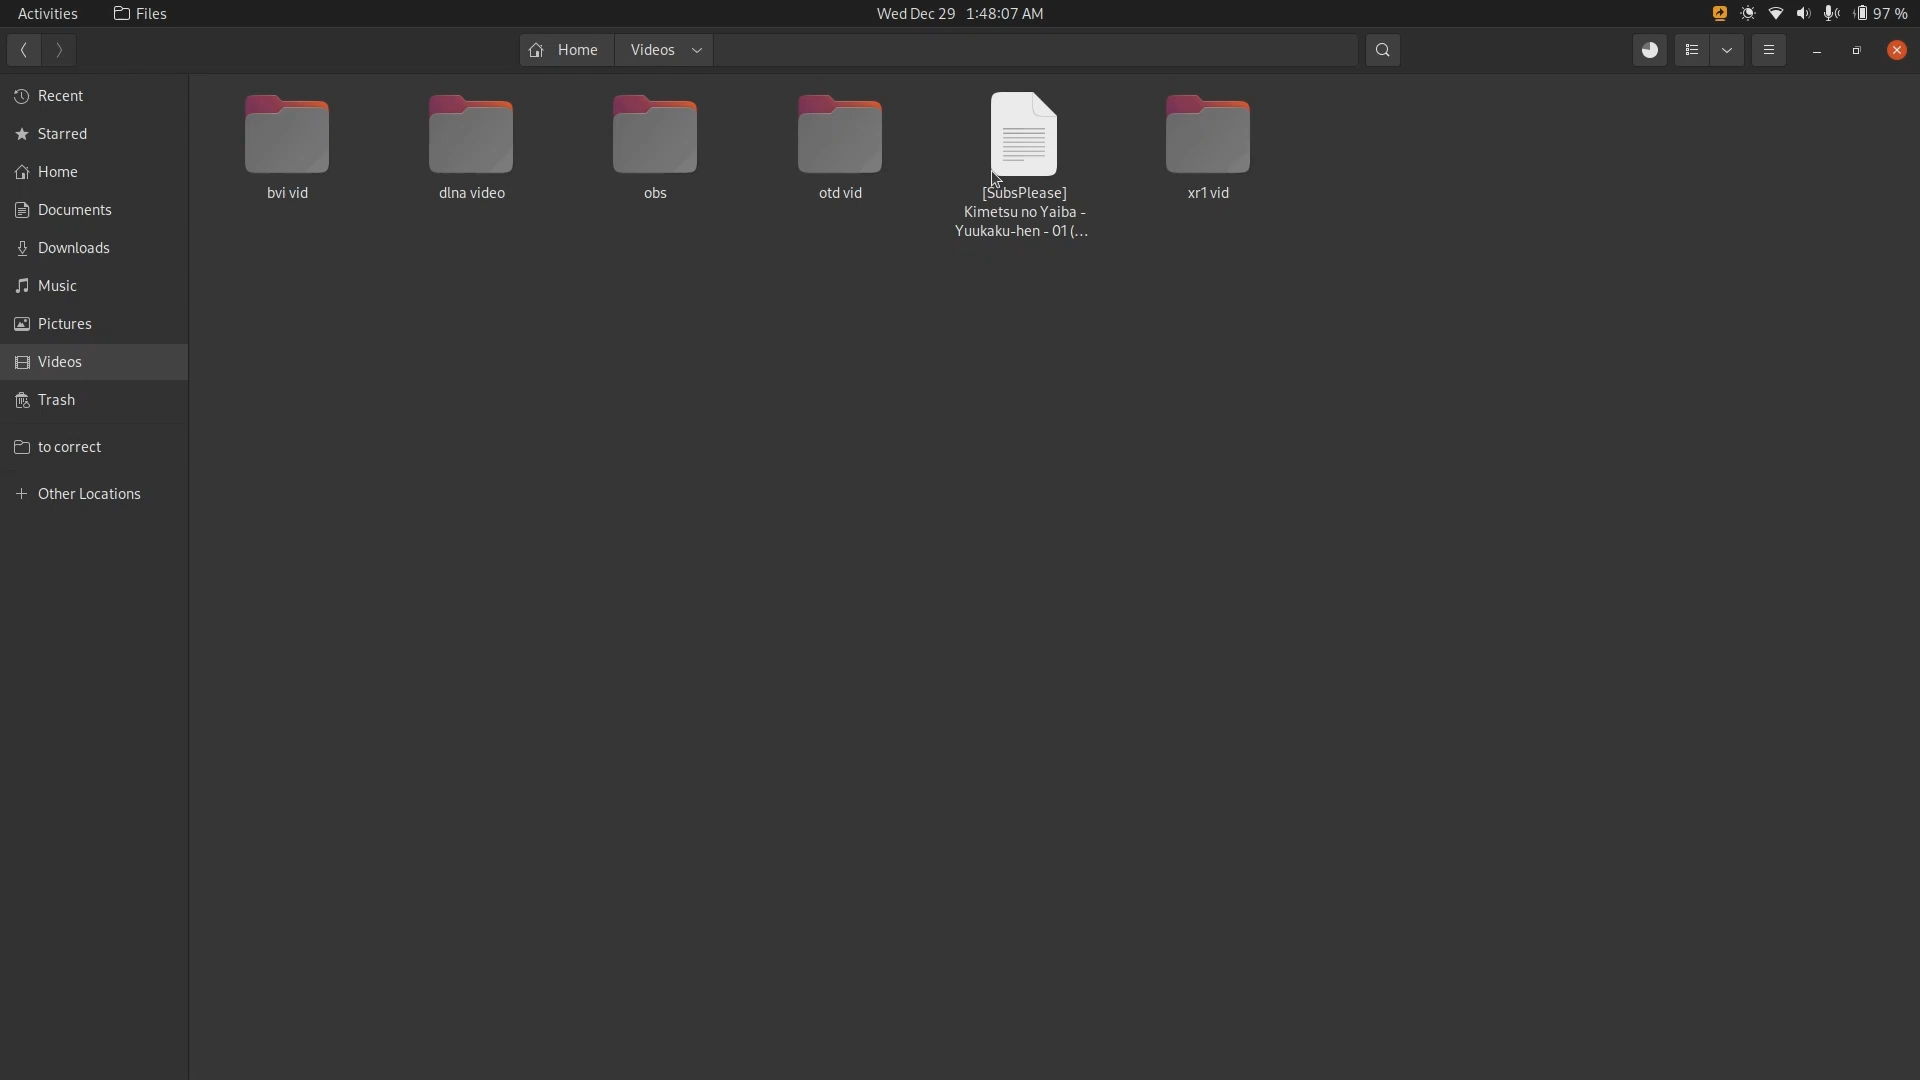 Activities Files Wed Dec 29 1:48:07 AM 97 %
Home Videos
Recent
Starred
Home
Documents
Downloads
Music
Pictures
Videos
Trash
to correct
Other Locations
bvi vid
dlna video
obs
otd vid
[SubsPlease]
Kimetsu no Yaiba -
Yuukaku-hen - 01 (...
xr1 vid